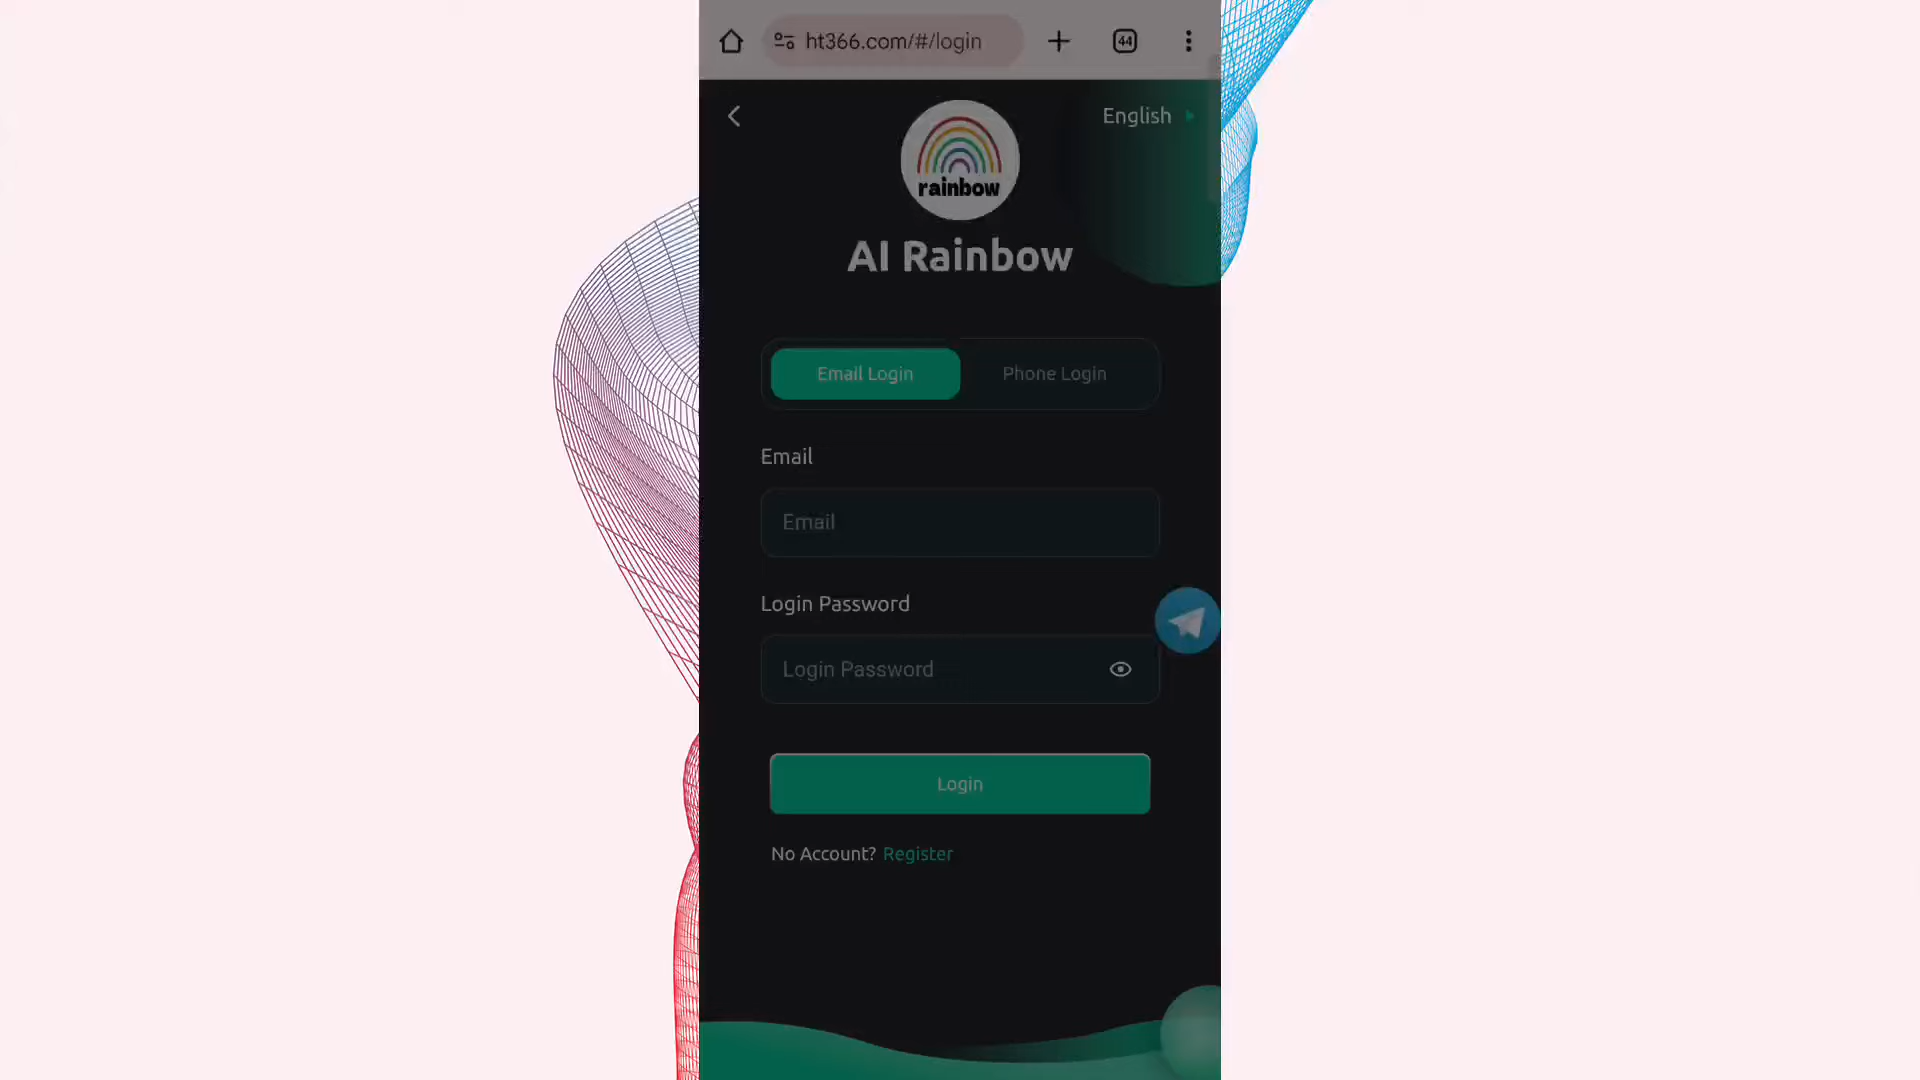 ht366.com/#/login
44
English
rainbow
AI Rainbow
Email Login
Phone Login
Email
Email
Login Password
Login Password
Login
No Account? Register